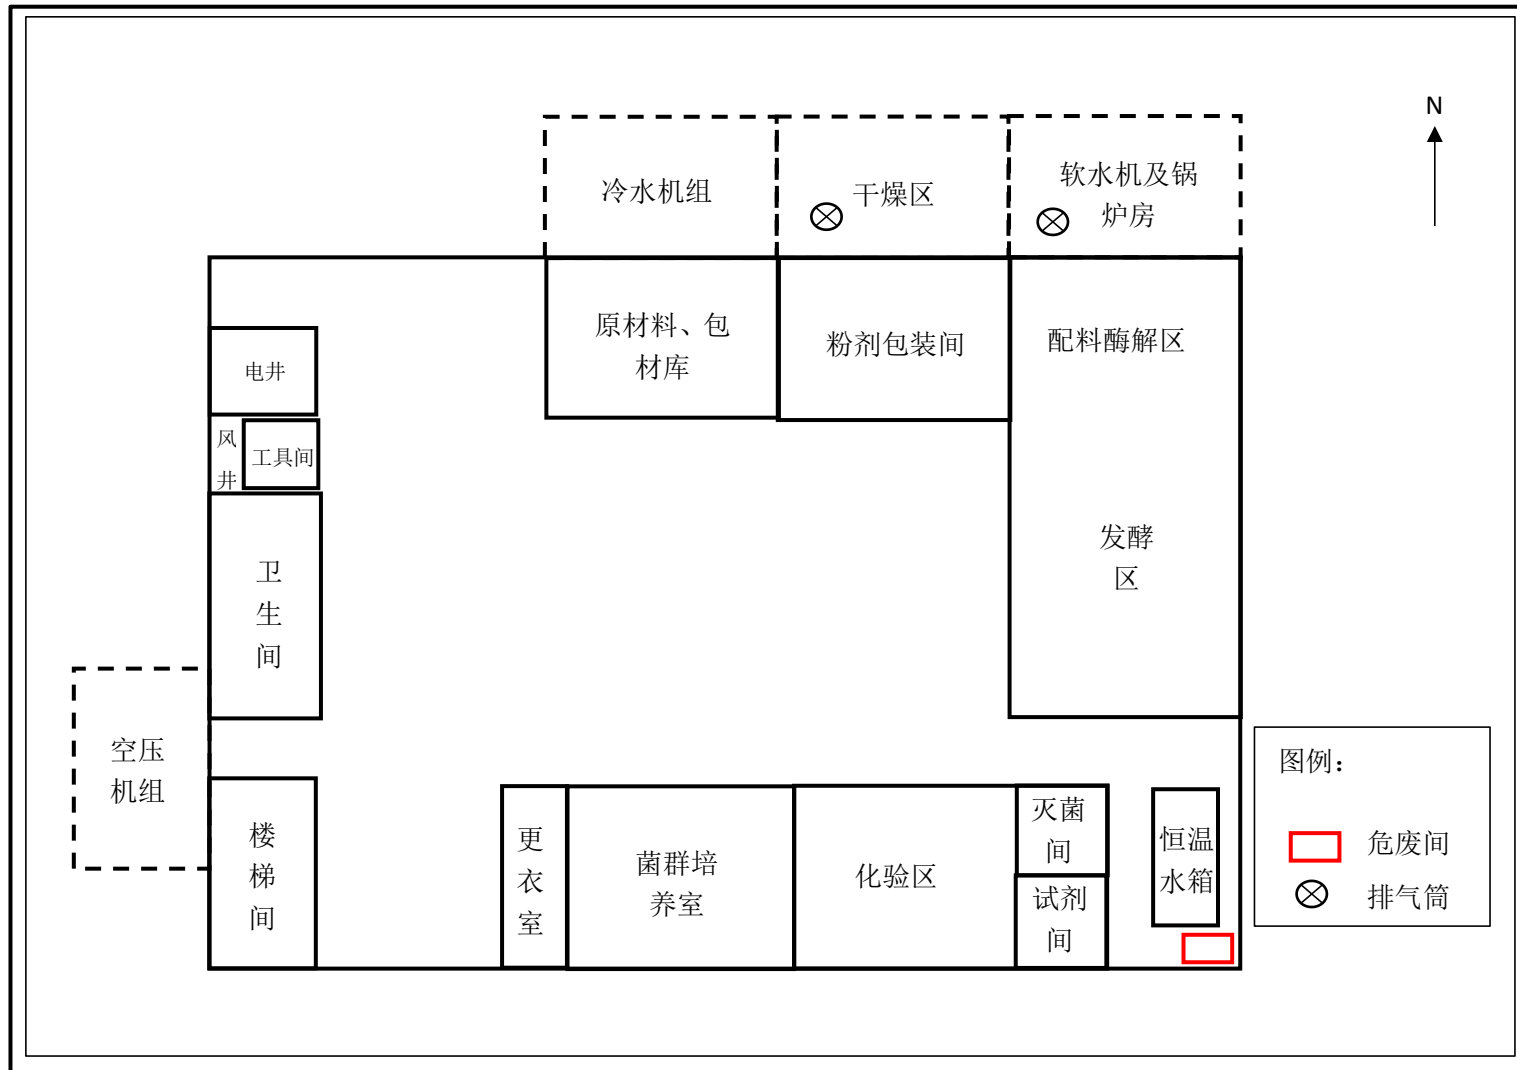 N
冷水机组
干燥区
软水机及锅
炉房
原材料、包
材库
粉剂包装间
配料酶解区
电井
风
井
工具间
发酵
区
卫
生
间
空压
机组
楼
梯
间
更
衣
室
菌群培
养室
化验区
灭菌
间
试剂
间
恒温
水箱
图例：
危废间
排气筒